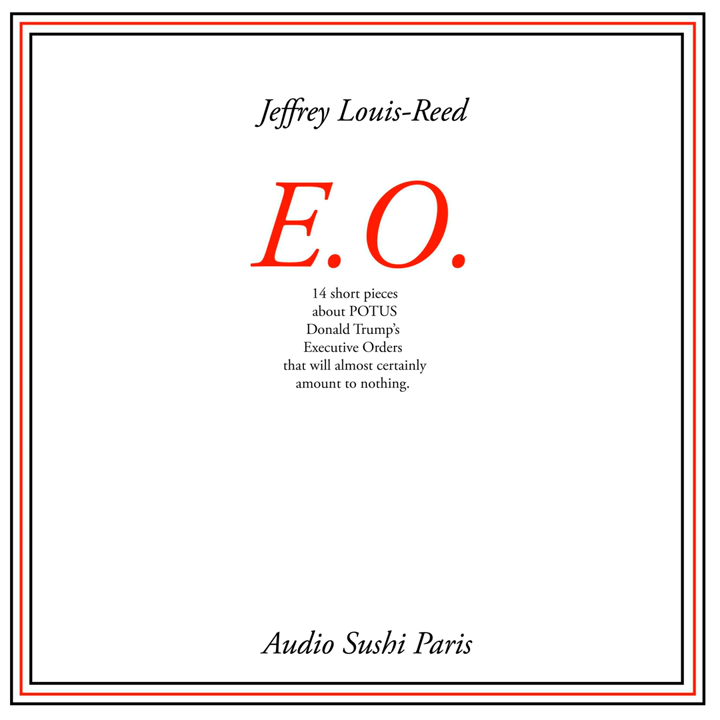 Jeffrey Louis-Reed
E.O.
14 short pieces
about POTUS
Donald Trump's
Executive Orders
that will almost certainly
amount to nothing.
Audio Sushi Paris